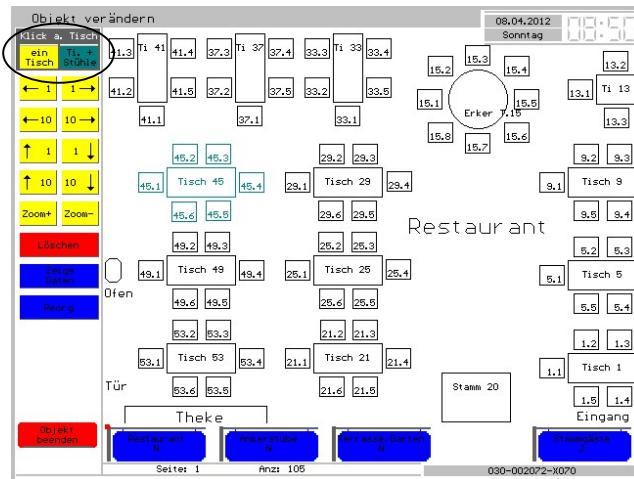 Objekt verändern
08.04.2012
Sonntag
08:50
Klick a. Tisch
ein Tisch
Ti. + Stühle
← 1
1 →
←10
10→
↑ 1
1 ↓
↑ 10
10 ↓
Zoom+
Zoom-
Löschen
Zeige Daten
Reorg
Objekt beenden
41.3
Ti 41
41.4
37.3
Ti 37
37.4
33.3
Ti 33
33.4
41.2
41.5
37.2
37.5
33.2
33.5
41.1
37.1
33.1
15.3
15.2
15.4
15.1
15.5
Erker T.15
15.8
15.6
15.7
13.2
13.1
Ti 13
13.3
45.2
45.3
45.1
Tisch 45
45.4
45.6
45.5
29.2
29.3
29.1
Tisch 29
29.4
29.6
29.5
9.2
9.3
9.1
Tisch 9
9.5
9.4
Restaurant
49.2
49.3
49.1
Tisch 49
49.4
49.6
49.5
Ofen
25.2
25.3
25.1
Tisch 25
25.4
25.6
25.5
5.2
5.3
5.1
Tisch 5
5.5
5.4
53.2
53.3
53.1
Tisch 53
53.4
53.6
53.5
Tür
21.2
21.3
21.1
Tisch 21
21.4
21.6
21.5
Stamm 20
1.2
1.3
1.1
Tisch 1
1.5
1.4
Theke
Eingang
Restaurant
N
N
Terrasse/Garten
N
Stammgäste
J
Seite: 1
Anz: 105
030-002072-X070